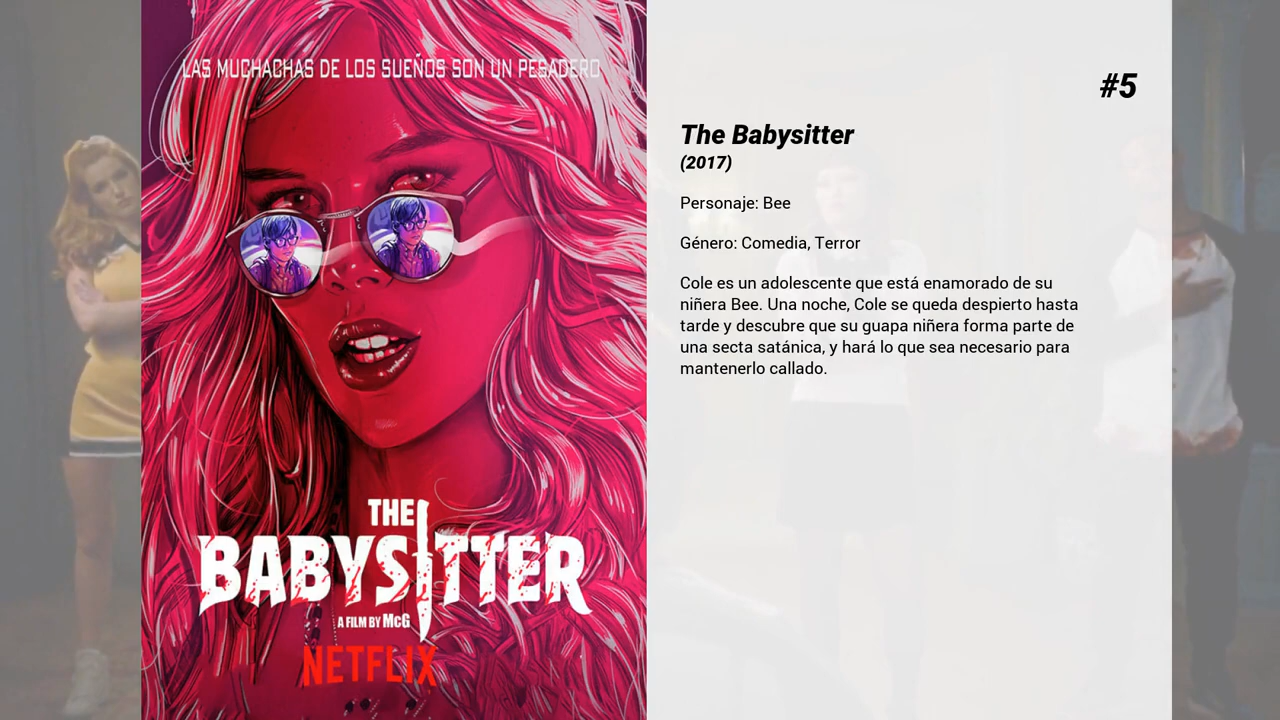 LAS MUCHACHAS DE LOS SUEÑOS SON UN PESADERO
THE
BABYSITTER
A FILM BY McG
NETFLIX
#5
The Babysitter
(2017)
Personaje: Bee
Género: Comedia, Terror
Cole es un adolescente que está enamorado de su
niñera Bee. Una noche, Cole se queda despierto hasta
tarde y descubre que su guapa niñera forma parte de
una secta satánica, y hará lo que sea necesario para
mantenerlo callado.